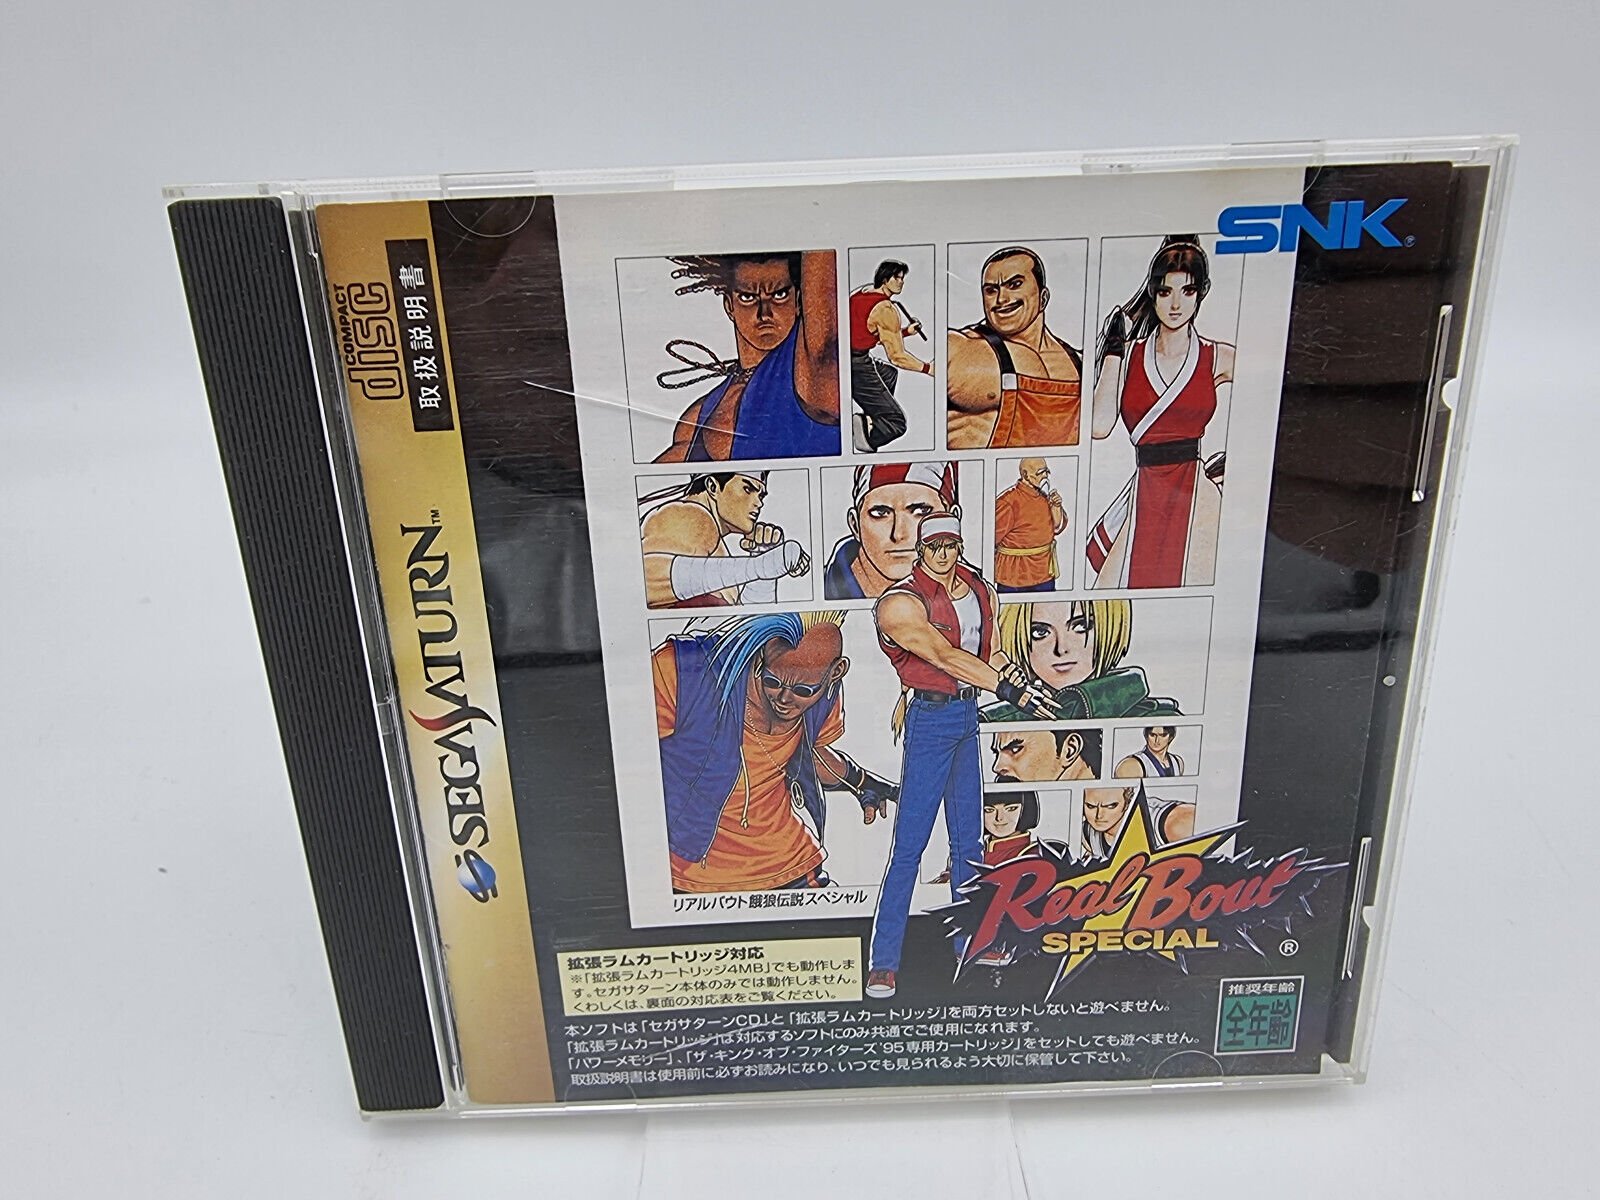 SNK
COMPACT
disc
取扱説明書
SEGA SATURN™
リアルバウト餓狼伝説スペシャル
Real Bout
SPECIAL
®
拡張ラムカートリッジ対応
※「拡張ラムカートリッジ4MB」でも動作しま
す。セガサターン本体のみでは動作しません。
くわしくは、裏面の対応表をご覧ください。
推奨年齢
全年齢
本ソフトは「セガサターンCD」と「拡張ラムカートリッジ」を両方セットしないと遊べません。
「拡張ラムカートリッジ」は対応するソフトにのみ共通でご使用になれます。
「パワーメモリー」、「ザ・キング・オブ・ファイターズ'95専用カートリッジ」をセットしても遊べません。
取扱説明書は使用前に必ずお読みになり、いつでも見られるよう大切に保管して下さい。